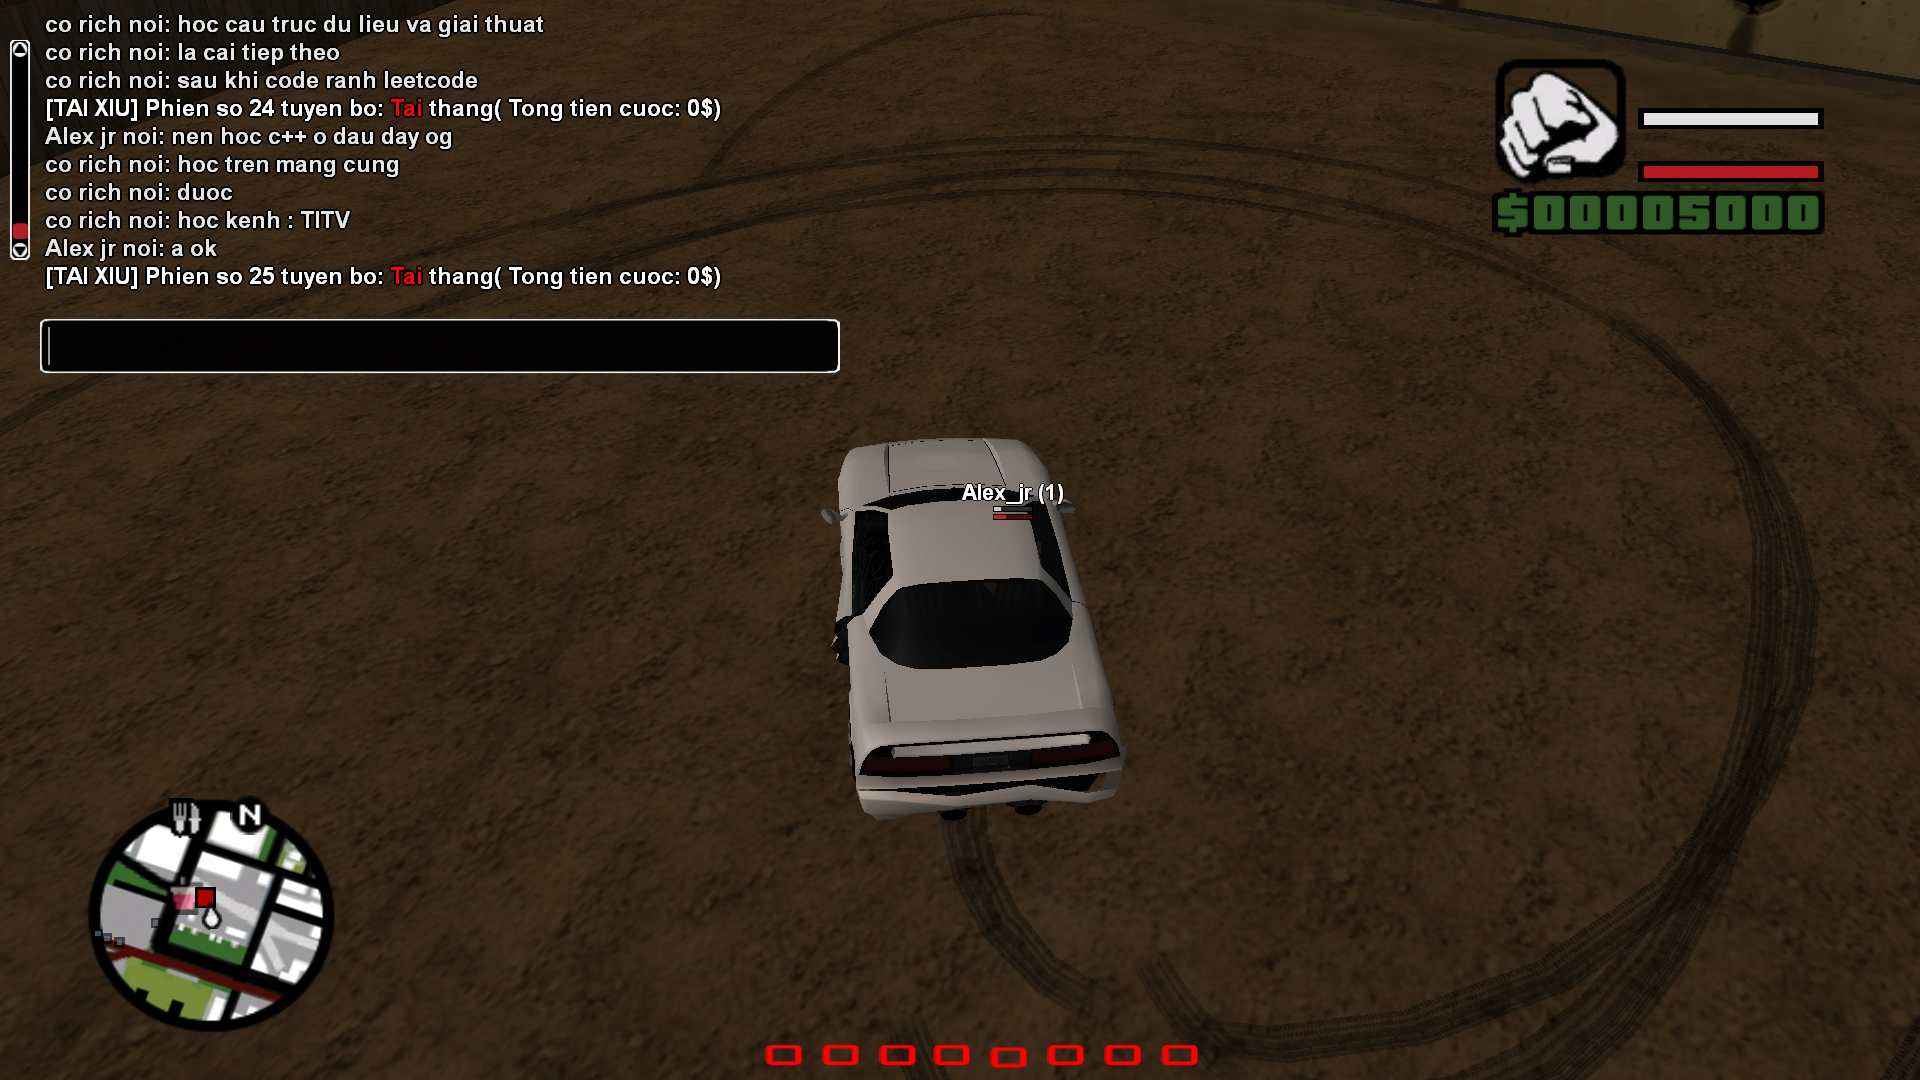 co rich noi: hoc cau truc du lieu va giai thuat
co rich noi: la cai tiep theo
co rich noi: sau khi code ranh leetcode
[TAI XIU] Phien so 24 tuyen bo: Tai thang( Tong tien cuoc: 0$)
Alex jr noi: nen hoc c++ o dau day og
co rich noi: hoc tren mang cung
co rich noi: duoc
co rich noi: hoc kenh : TITV
Alex jr noi: a ok
[TAI XIU] Phien so 25 tuyen bo: Tai thang( Tong tien cuoc: 0$)
$00005000
Alex_jr (1)
N